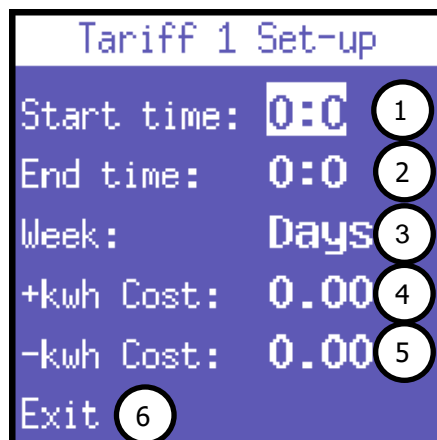 Tariff 1 Set-up
Start time: 0:0 1
End time: 0:0 2
Week: Days 3
+kwh Cost: 0.00 4
-kwh Cost: 0.00 5
Exit 6